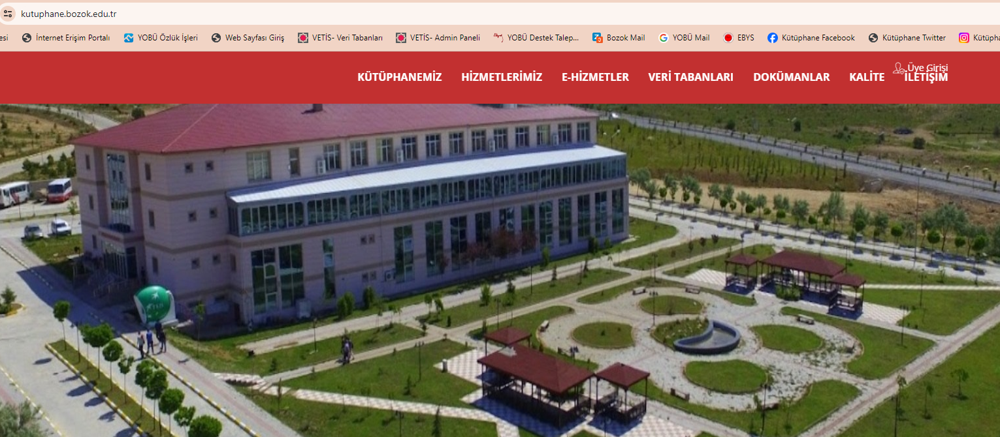 kutuphane.bozok.edu.tr
esi İnternet Erişim Portalı YOBÜ Özlük İşleri Web Sayfası Giriş VETİS- Veri Tabanları VETİS- Admin Paneli YOBÜ Destek Talep... Bozok Mail YOBÜ Mail EBYS Kütüphane Facebook Kütüphane Twitter Kütüpha
Üye Girişi
KÜTÜPHANEMİZ HİZMETLERİMİZ E-HİZMETLER VERİ TABANLARI DOKÜMANLAR KALİTE İLETİŞİM